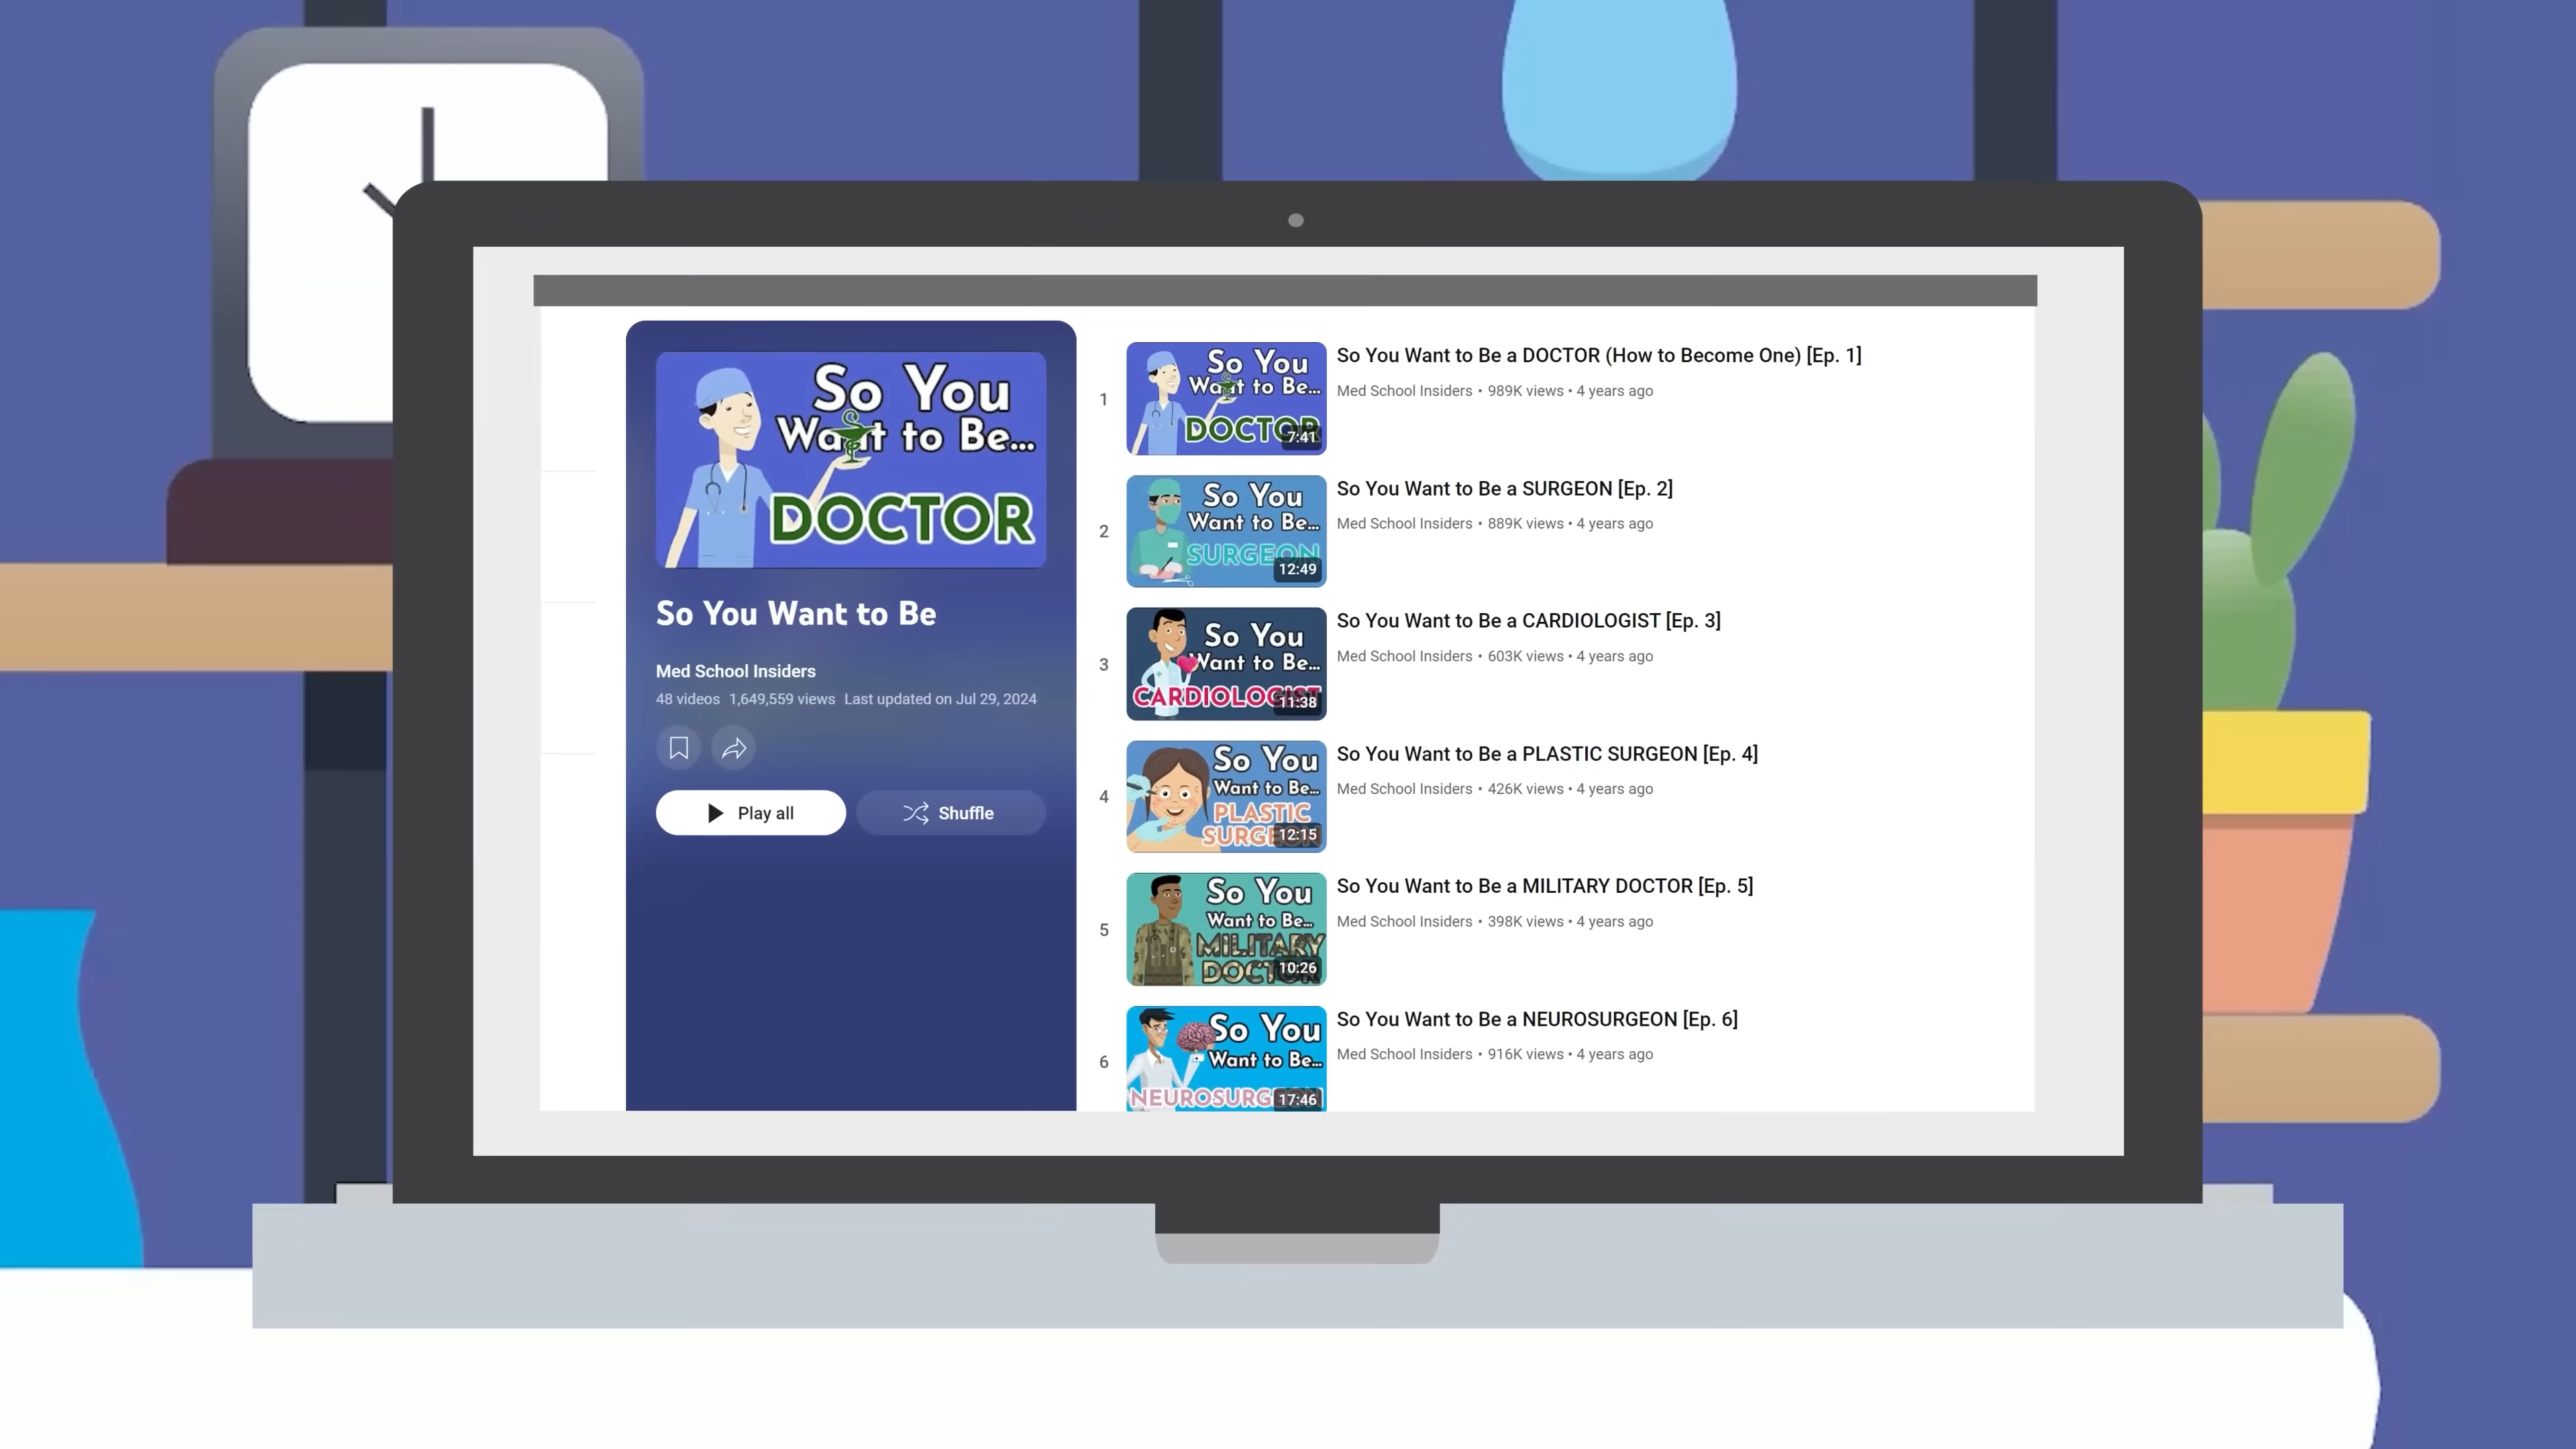 So You
Want to Be...
DOCTOR
So You Want to Be
Med School Insiders
48 videos 1,649,559 views Last updated on Jul 29, 2024
Play all
Shuffle
1
So You
Want to Be...
DOCTOR
7:41
So You Want to Be a DOCTOR (How to Become One) [Ep. 1]
Med School Insiders • 989K views • 4 years ago
2
So You
Want to Be...
SURGEON
12:49
So You Want to Be a SURGEON [Ep. 2]
Med School Insiders • 889K views • 4 years ago
3
So You
Want to Be...
CARDIOLOGIST
11:38
So You Want to Be a CARDIOLOGIST [Ep. 3]
Med School Insiders • 603K views • 4 years ago
4
So You
Want to Be...
PLASTIC
SURGEON
12:15
So You Want to Be a PLASTIC SURGEON [Ep. 4]
Med School Insiders • 426K views • 4 years ago
5
So You
Want to Be...
MILITARY
DOCTOR
10:26
So You Want to Be a MILITARY DOCTOR [Ep. 5]
Med School Insiders • 398K views • 4 years ago
6
So You
Want to Be...
NEUROSURGEON
17:46
So You Want to Be a NEUROSURGEON [Ep. 6]
Med School Insiders • 916K views • 4 years ago